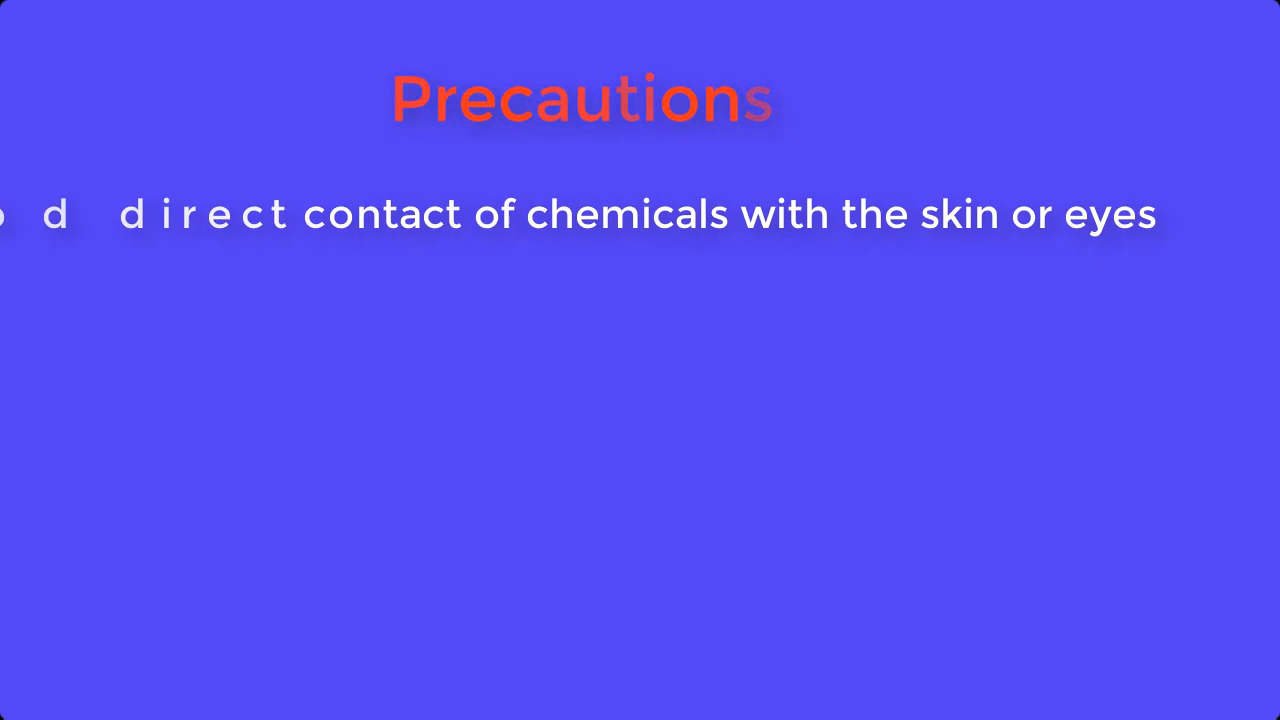 Precautions
d direct contact of chemicals with the skin or eyes